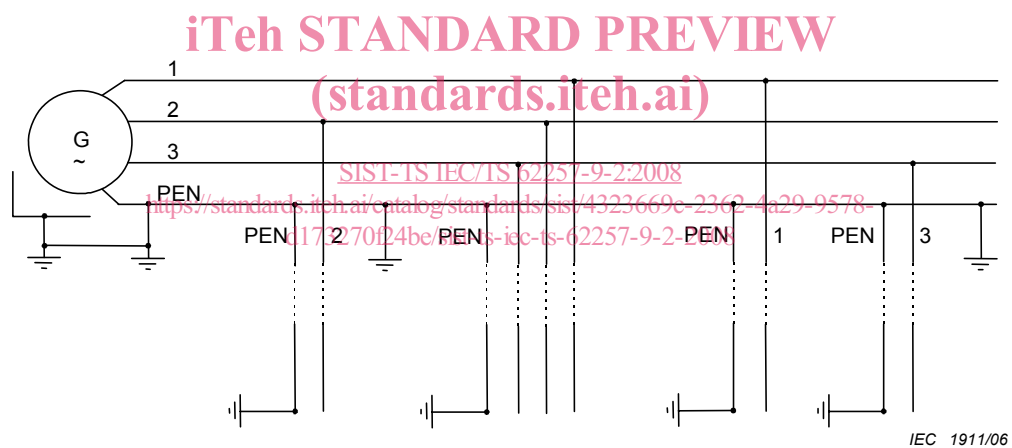 iTeh STANDARD PREVIEW
(standards.iteh.ai)
1
2
3
G
~
PEN
SIST-TS IEC/TS 62257-9-2:2008
https://standards.iteh.ai/catalog/standards/sist/4323669c-2362-4a29-9578-
d173270f24be/sist-ts-iec-ts-62257-9-2-2008
PEN 2 PEN PEN 1 PEN 3
IEC 1911/06